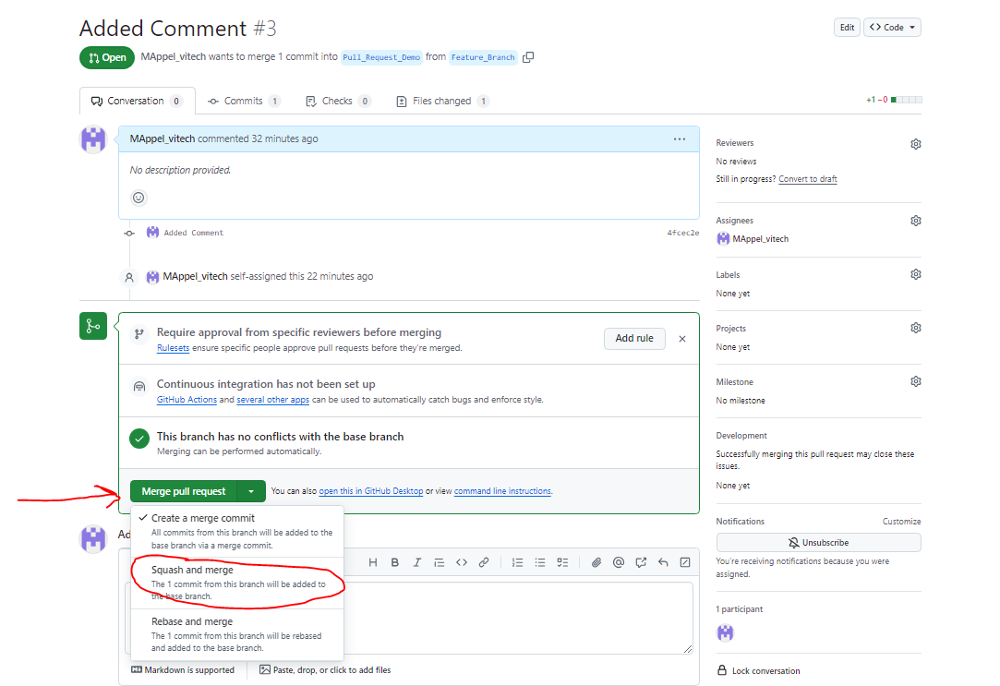 Added Comment #3
Edit
Code
Open
MAppel_vitech wants to merge 1 commit into Pull_Request_Demo from Feature_Branch
Conversation 0
Commits 1
Checks 0
Files changed 1
+1 −0
MAppel_vitech commented 32 minutes ago
No description provided.
Added Comment
4fcec2e
MAppel_vitech self-assigned this 22 minutes ago
Require approval from specific reviewers before merging
Rulesets ensure specific people approve pull requests before they're merged.
Add rule
Continuous integration has not been set up
GitHub Actions and several other apps can be used to automatically catch bugs and enforce style.
This branch has no conflicts with the base branch
Merging can be performed automatically.
Merge pull request
You can also open this in GitHub Desktop or view command line instructions.
Create a merge commit
All commits from this branch will be added to the
base branch via a merge commit.
Squash and merge
The 1 commit from this branch will be added to
the base branch.
Rebase and merge
The 1 commit from this branch will be rebased
and added to the base branch.
Markdown is supported
Paste, drop, or click to add files
Reviewers
No reviews
Still in progress? Convert to draft
Assignees
MAppel_vitech
Labels
None yet
Projects
None yet
Milestone
No milestone
Development
Successfully merging this pull request may close these
issues.
None yet
Notifications
Customize
Unsubscribe
You're receiving notifications because you were
assigned.
1 participant
Lock conversation